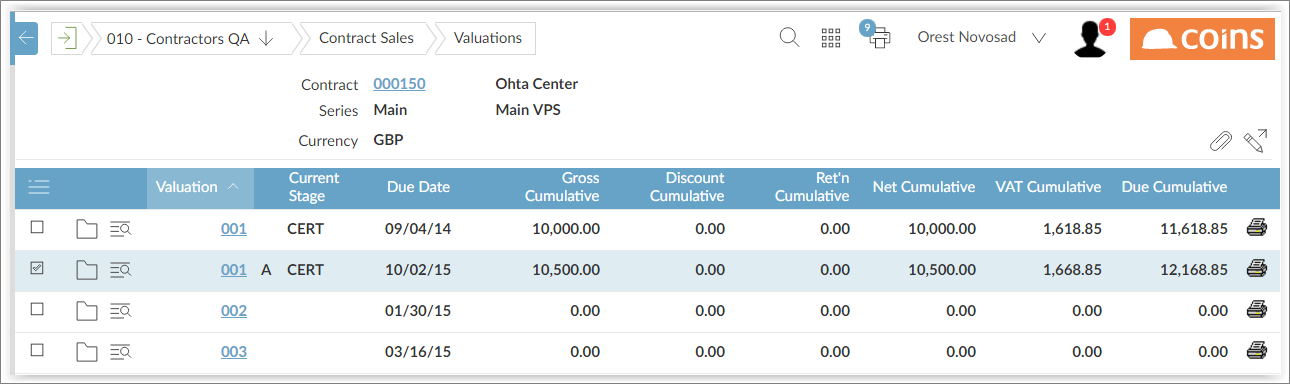 010 - Contractors QA Contract Sales Valuations 9 Orest Novosad 1 coins
Contract 000150 Ohta Center
Series Main Main VPS
Currency GBP
Valuation Current Stage Due Date Gross Cumulative Discount Cumulative Ret'n Cumulative Net Cumulative VAT Cumulative Due Cumulative
001 CERT 09/04/14 10,000.00 0.00 0.00 10,000.00 1,618.85 11,618.85
001 A CERT 10/02/15 10,500.00 0.00 0.00 10,500.00 1,668.85 12,168.85
002 01/30/15 0.00 0.00 0.00 0.00 0.00 0.00
003 03/16/15 0.00 0.00 0.00 0.00 0.00 0.00